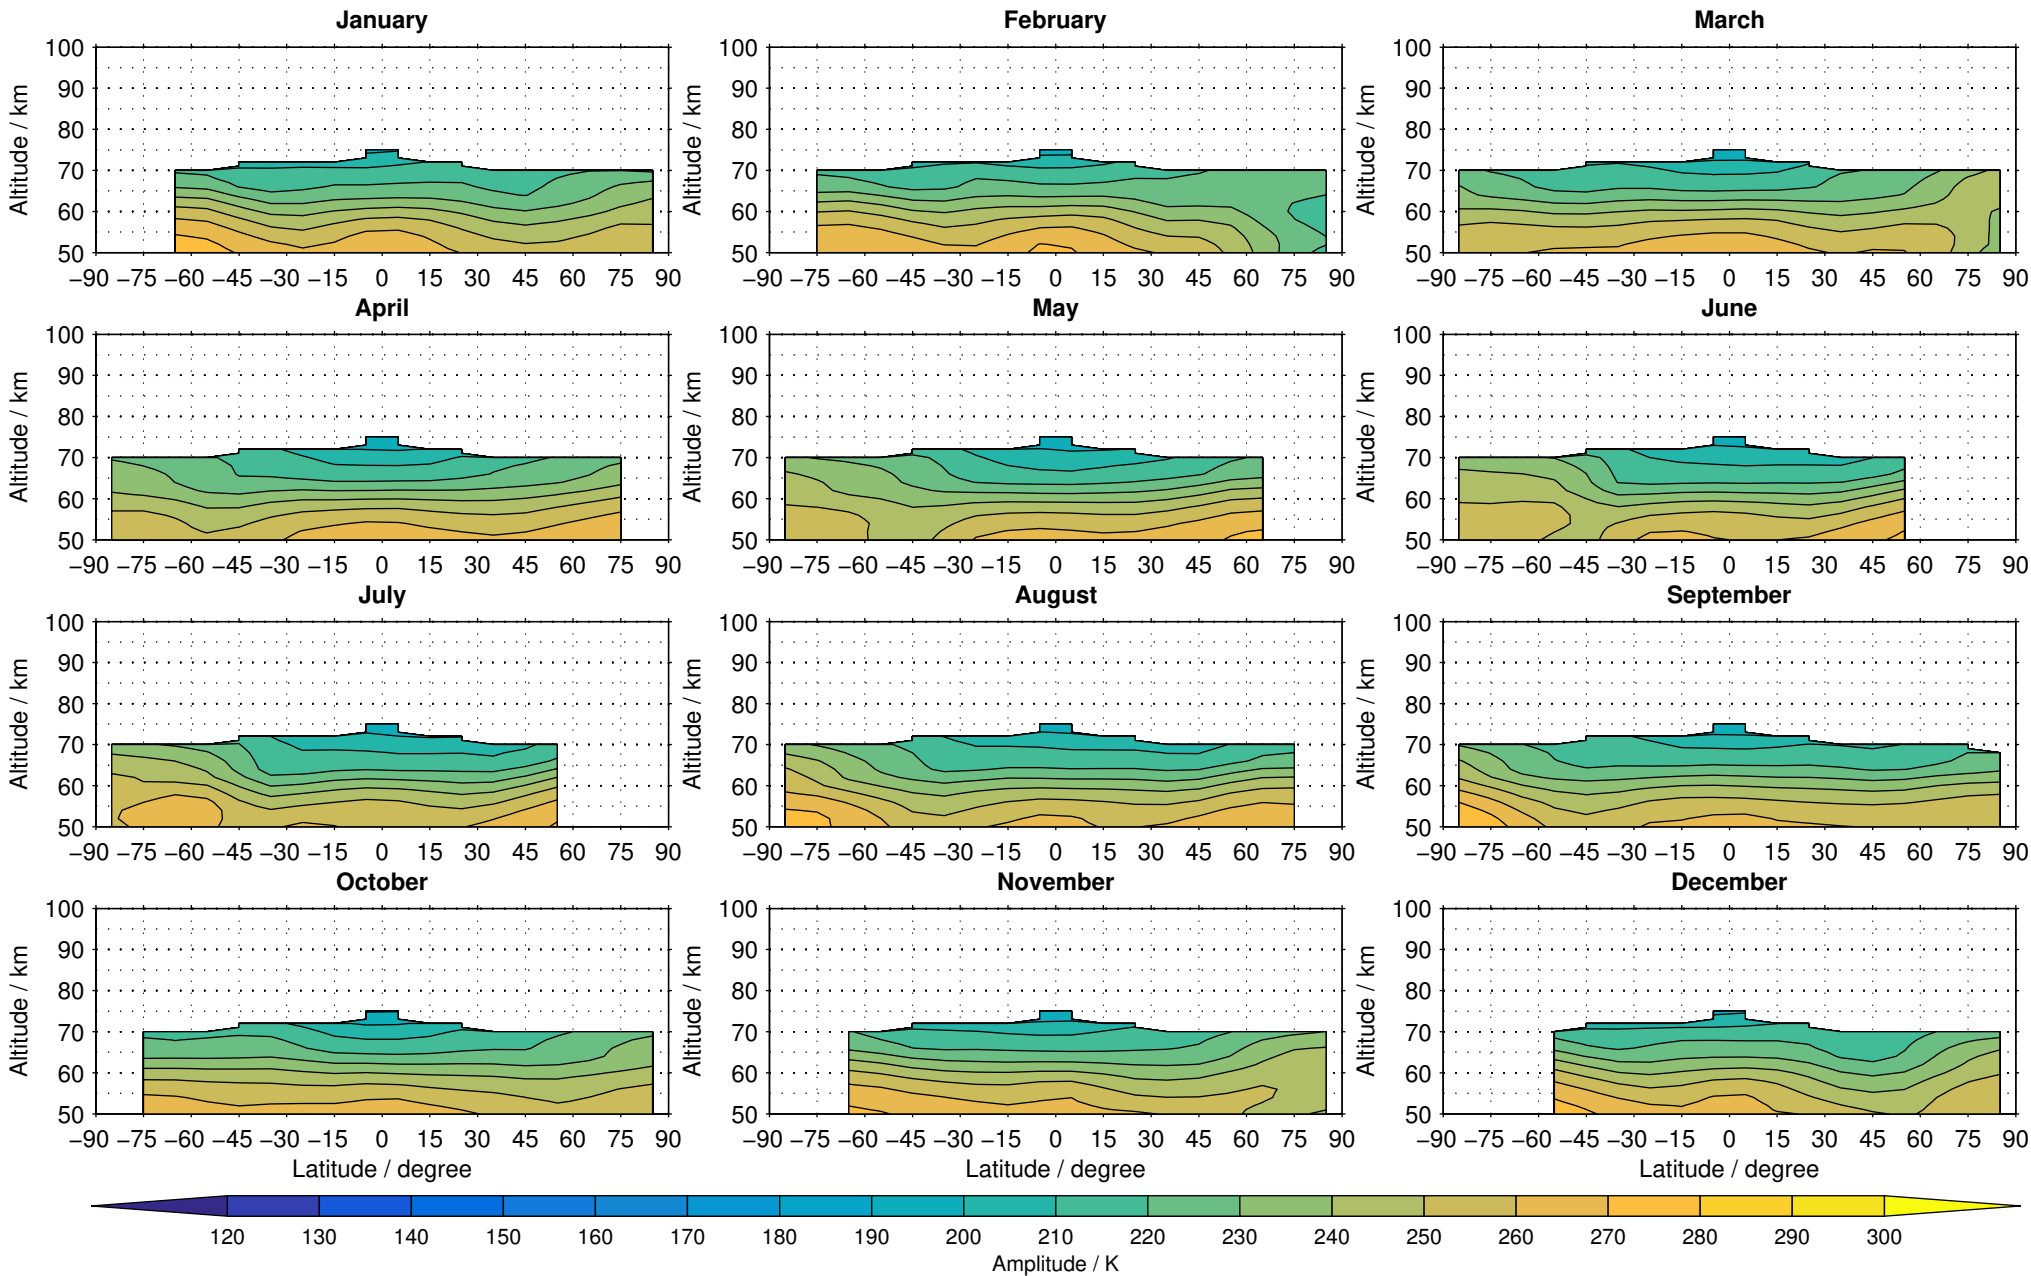 January February March
100 100 100
90 90 90
80 80 80
70 70 70
60 60 60
50 50 50
Altitude / km Altitude / km Altitude / km
−90 −75 −60 −45 −30 −15 0 15 30 45 60 75 90 −90 −75 −60 −45 −30 −15 0 15 30 45 60 75 90 −90 −75 −60 −45 −30 −15 0 15 30 45 60 75 90
April May June
100 100 100
90 90 90
80 80 80
70 70 70
60 60 60
50 50 50
Altitude / km Altitude / km Altitude / km
−90 −75 −60 −45 −30 −15 0 15 30 45 60 75 90 −90 −75 −60 −45 −30 −15 0 15 30 45 60 75 90 −90 −75 −60 −45 −30 −15 0 15 30 45 60 75 90
July August September
100 100 100
90 90 90
80 80 80
70 70 70
60 60 60
50 50 50
Altitude / km Altitude / km Altitude / km
−90 −75 −60 −45 −30 −15 0 15 30 45 60 75 90 −90 −75 −60 −45 −30 −15 0 15 30 45 60 75 90 −90 −75 −60 −45 −30 −15 0 15 30 45 60 75 90
October November December
100 100 100
90 90 90
80 80 80
70 70 70
60 60 60
50 50 50
Altitude / km Altitude / km Altitude / km
−90 −75 −60 −45 −30 −15 0 15 30 45 60 75 90 −90 −75 −60 −45 −30 −15 0 15 30 45 60 75 90 −90 −75 −60 −45 −30 −15 0 15 30 45 60 75 90
Latitude / degree Latitude / degree Latitude / degree
120 130 140 150 160 170 180 190 200 210 220 230 240 250 260 270 280 290 300
Amplitude / K